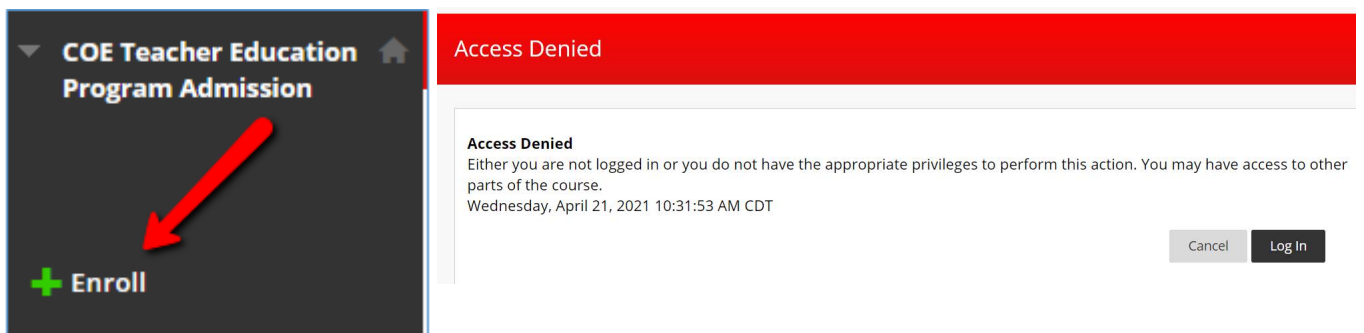 COE Teacher Education
Program Admission
Enroll
Access Denied
Access Denied
Either you are not logged in or you do not have the appropriate privileges to perform this action. You may have access to other
parts of the course.
Wednesday, April 21, 2021 10:31:53 AM CDT
Cancel
Log In